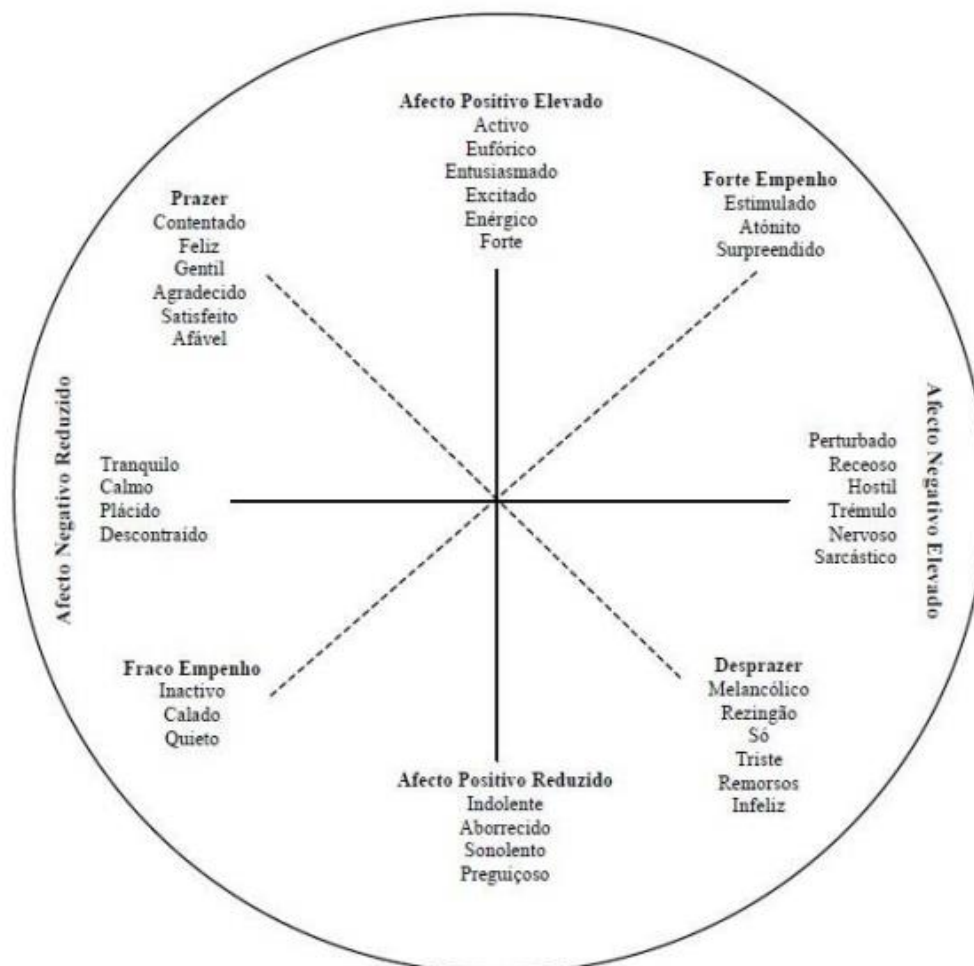 Afecto Positivo Elevado
Activo
Eufórico
Entusiasmado
Excitado
Enérgico
Forte
Forte Empenho
Estimulado
Atónito
Surpreendido
Prazer
Contentado
Feliz
Gentil
Agradecido
Satisfeito
Afável
Afecto Negativo Reduzido
Tranquilo
Calmo
Plácido
Descontraído
Afecto Negativo Elevado
Perturbado
Receoso
Hostil
Trémulo
Nervoso
Sarcástico
Fraco Empenho
Inactivo
Calado
Quieto
Desprazer
Melancólico
Rezingão
Só
Triste
Remorsos
Infeliz
Afecto Positivo Reduzido
Indolente
Aborrecido
Sonolento
Preguiçoso